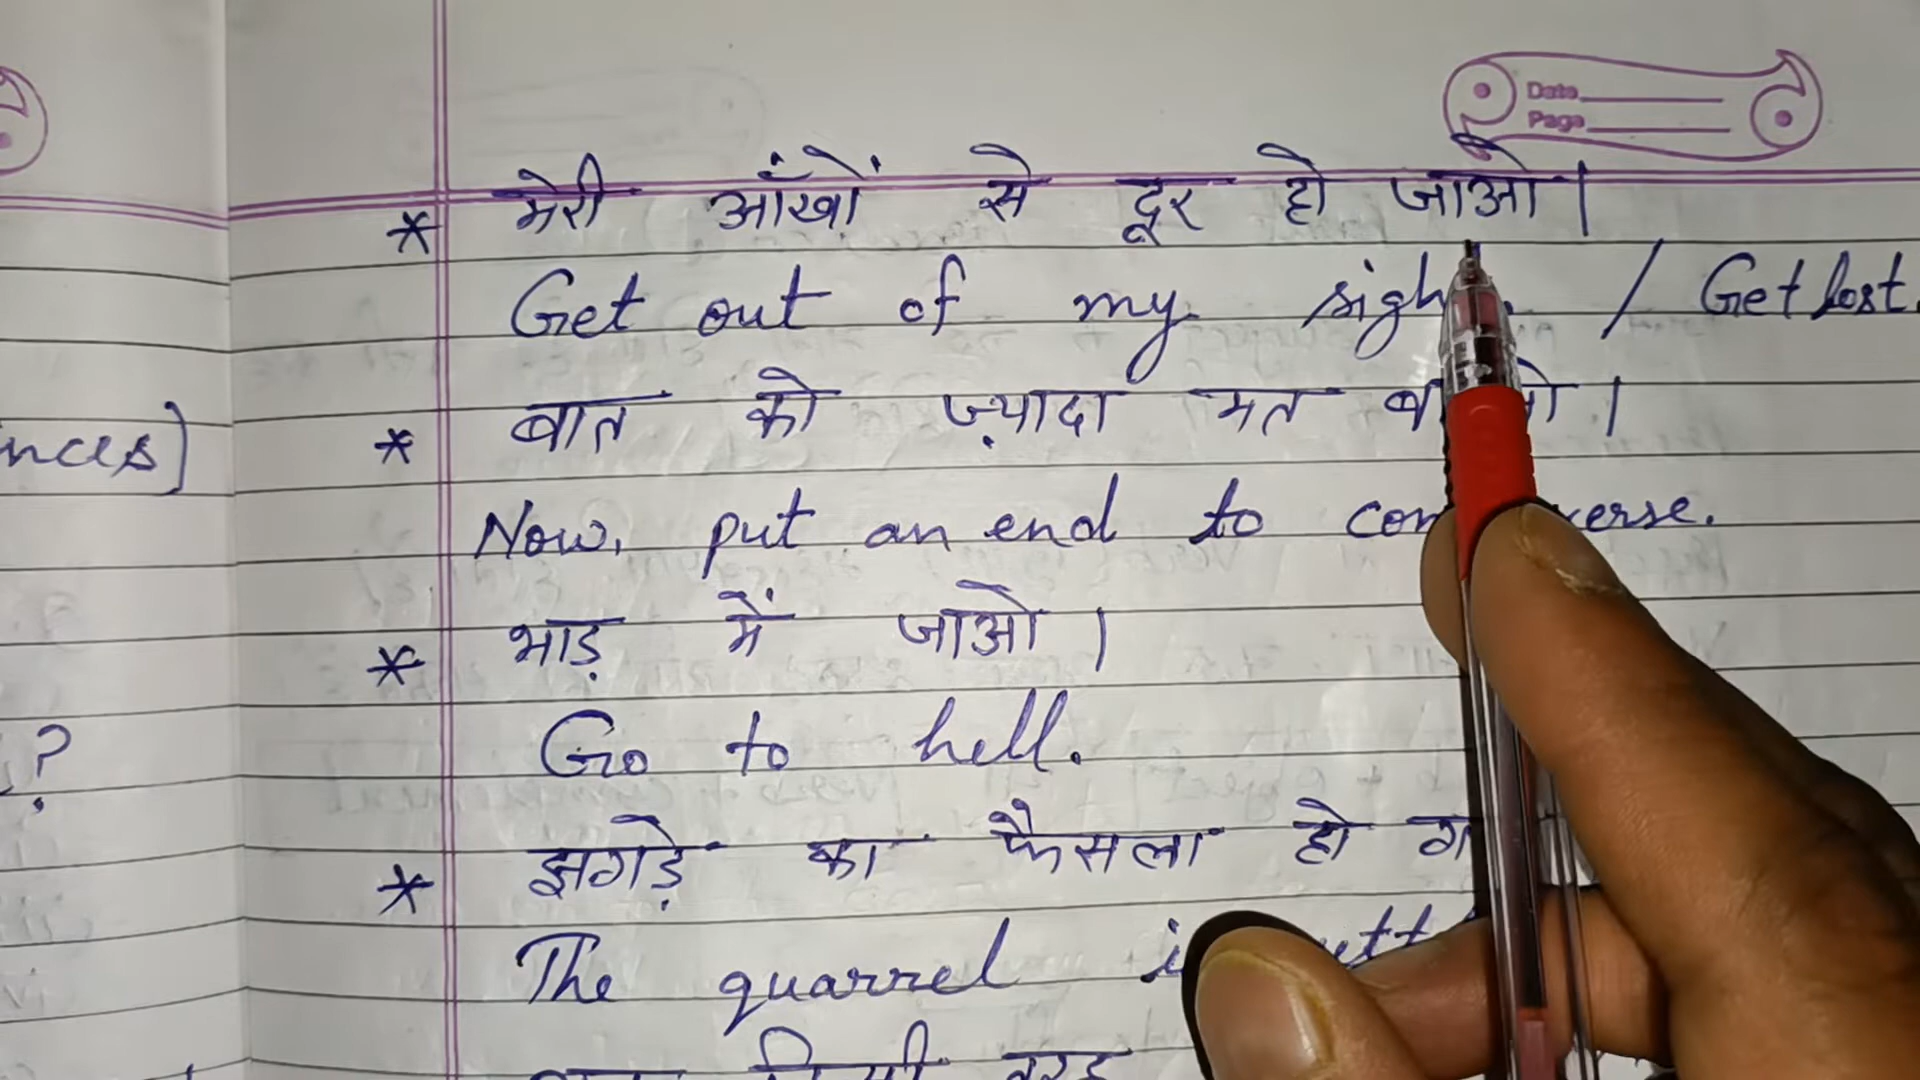 Date
Page
* मेरी आँखों से दूर हो जाओ।
Get out of my / Get lost.
* बात को ज़्यादा मत
Now, put an end to
* भाड़ में जाओ।
Go to hell.
* झगड़े का फैसला हो
The quarrel
?